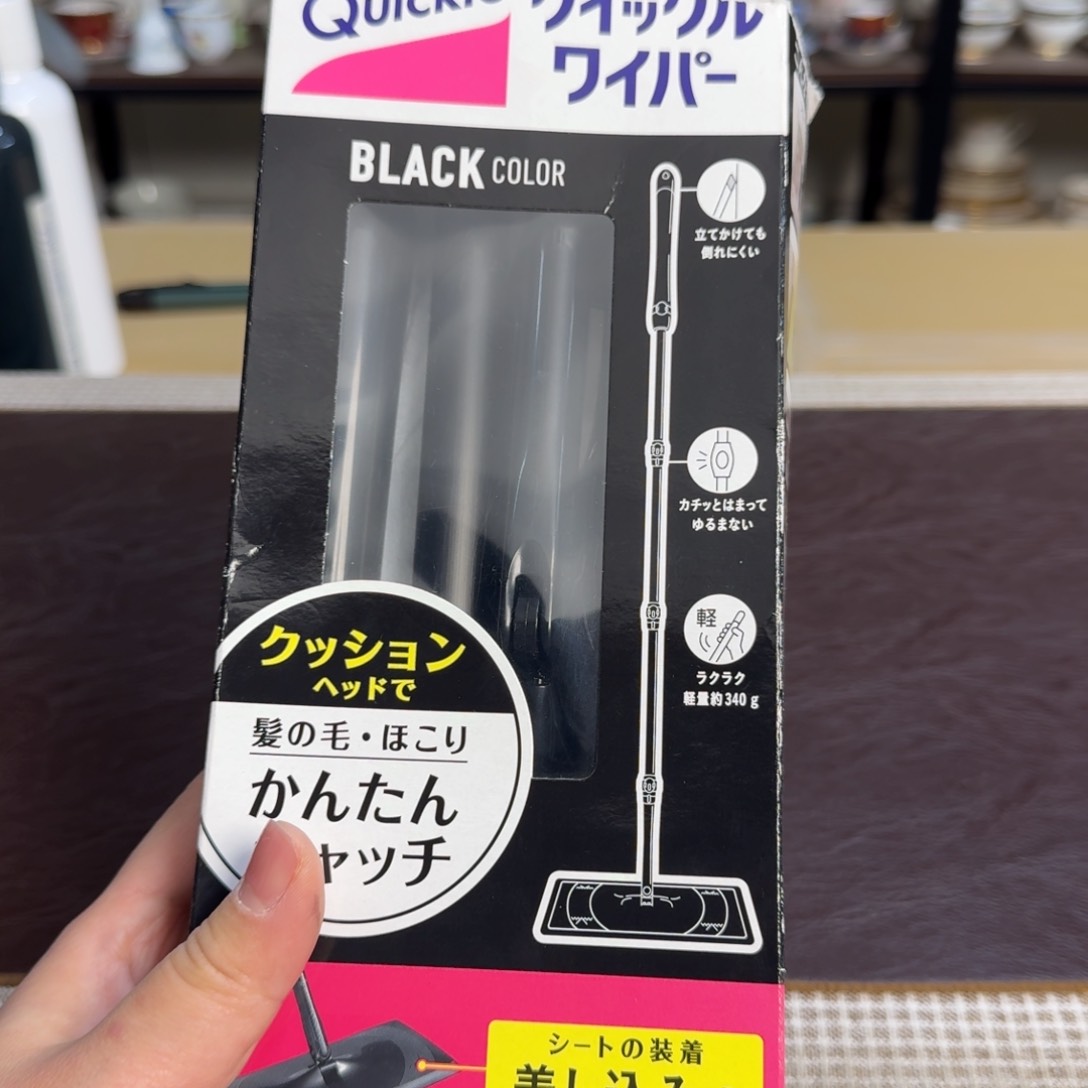 クイックル
ワイパー
BLACK COLOR
立てかけても
倒れにくい
カチッとはまって
ゆるまない
軽
ラクラク
軽量約340g
クッション
ヘッドで
髪の毛・ほこり
かんたん
ャッチ
シートの装着